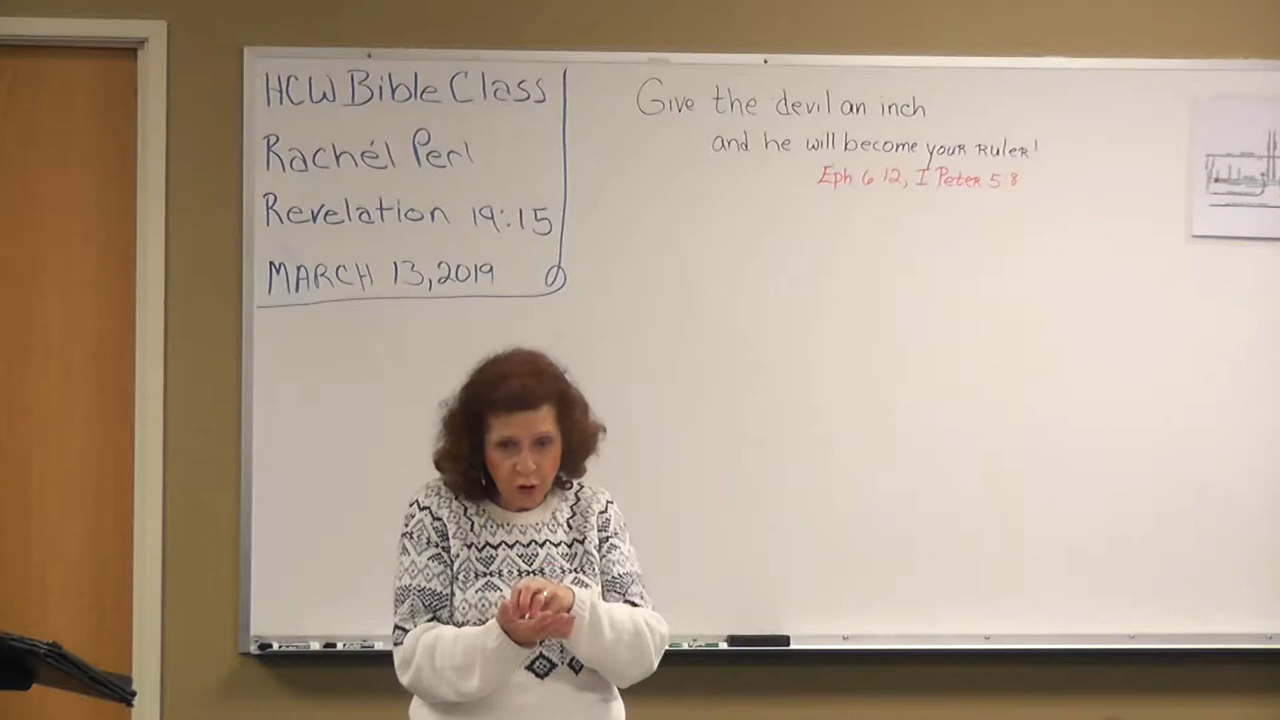 HCW Bible Class
Rachél Perl
Revelation 19:15
MARCH 13, 2019
Give the devil an inch
and he will become your Ruler!
Eph 6 12, I Peter 5:8